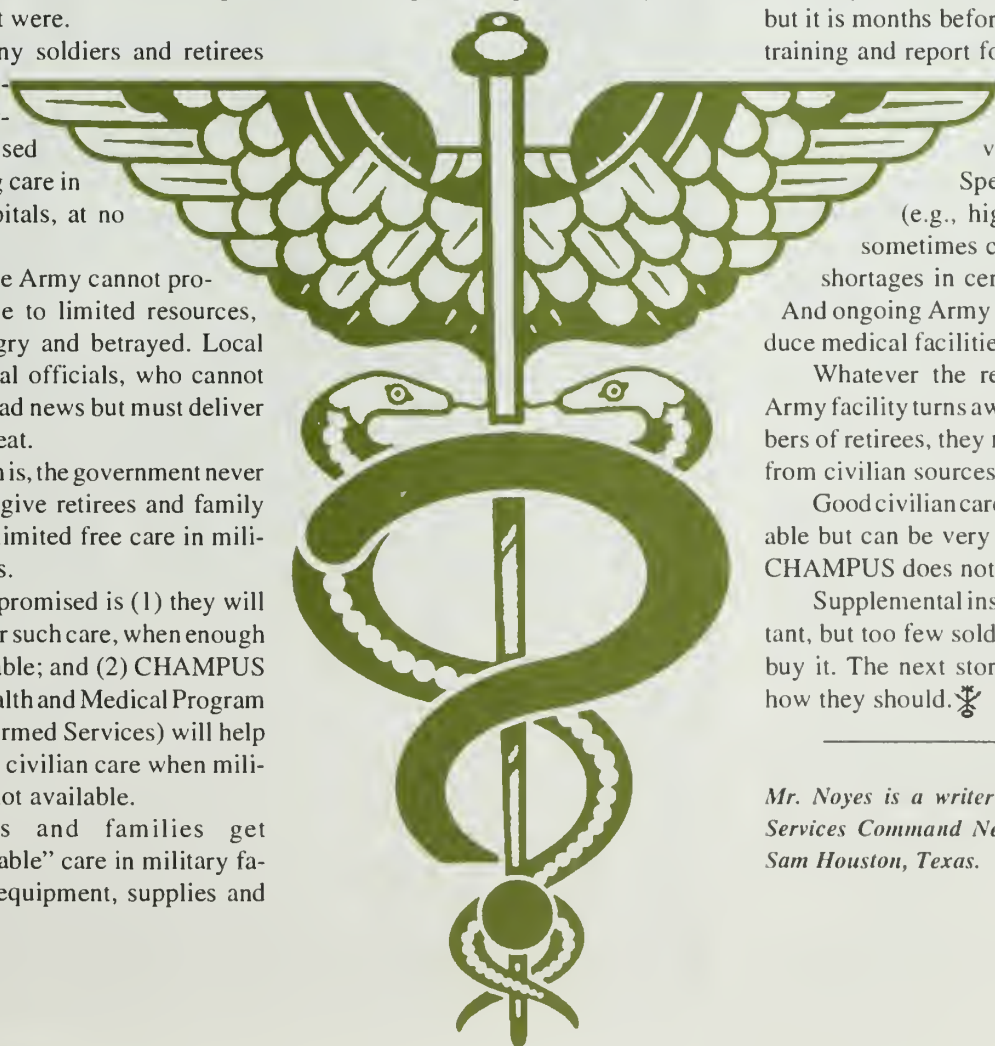 t were.
ny soldiers and retirees
-
-
sed
g care in
pitals, at no
e Army cannot pro-
e to limited resources,
gry and betrayed. Local
al officials, who cannot
ad news but must deliver
eat.
h is, the government never
give retirees and family
limited free care in mili-
s.
promised is (1) they will
r such care, when enough
able; and (2) CHAMPUS
alth and Medical Program
rmed Services) will help
civilian care when mili-
ot available.
s and families get
able” care in military fa-
equipment, supplies and
but it is months before
training and report fo
v
Spe
(e.g., hig
sometimes c
shortages in cer
And ongoing Army
duce medical facilities
Whatever the re
Army facility turns aw
bers of retirees, they r
from civilian sources
Good civilian care
able but can be very
CHAMPUS does not
Supplemental ins
tant, but too few sold
buy it. The next stor
how they should.
Mr. Noyes is a writer
Services Command Ne
Sam Houston, Texas.